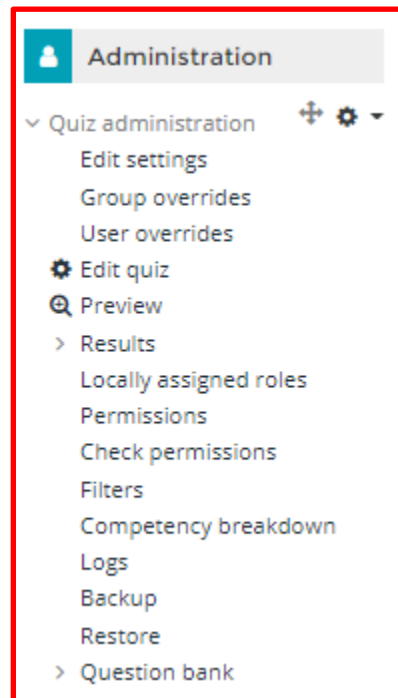 Administration
Quiz administration
Edit settings
Group overrides
User overrides
Edit quiz
Preview
Results
Locally assigned roles
Permissions
Check permissions
Filters
Competency breakdown
Logs
Backup
Restore
Question bank